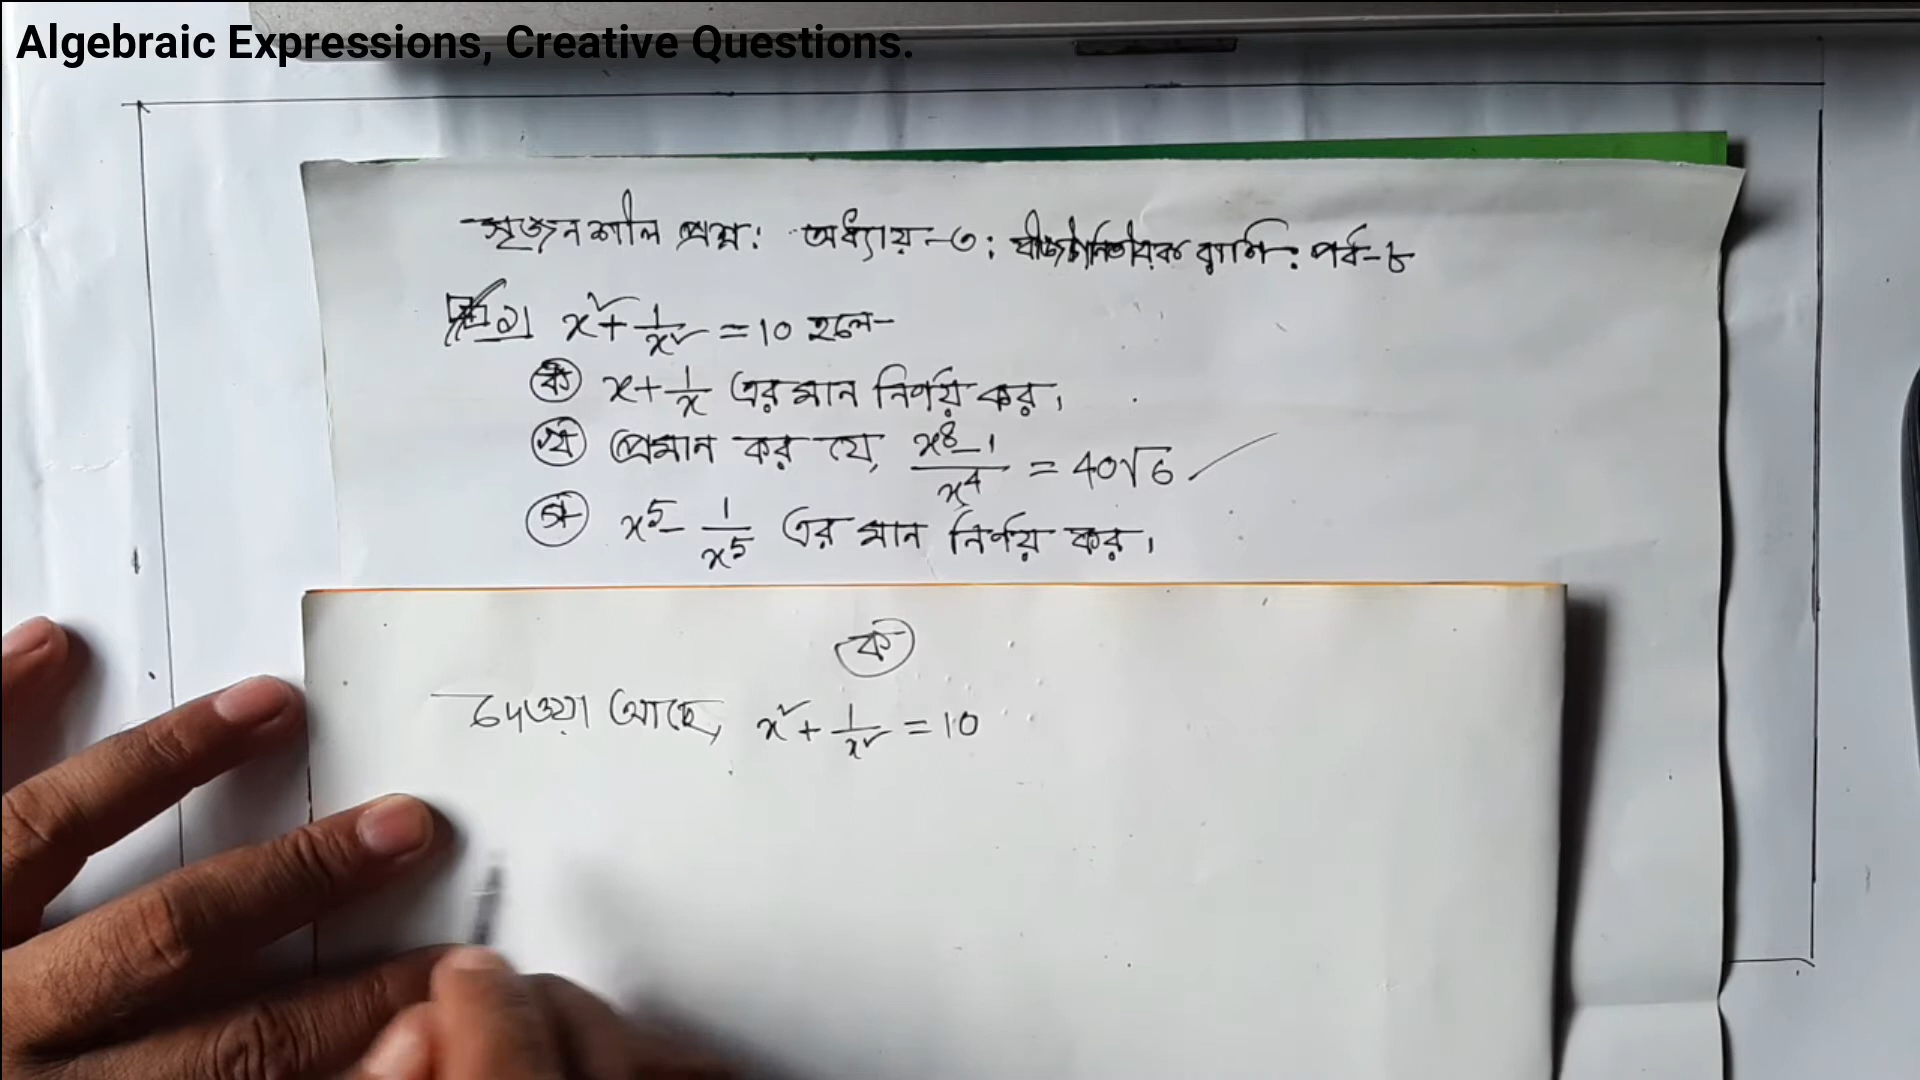 Algebraic Expressions, Creative Questions.
সৃজনশীল প্রশ্ন: অধ্যায়-৩: বীজগানিতিক রাশি: পর্ব-৮
২। x²+1/x² =10 হলে-
ক x+1/x এর মান নির্ণয় কর।
খ প্রমান কর যে, x⁸-1/x⁴ = 40√6
গ x⁵-1/x⁵ এর মান নির্ণয় কর।
ক
দেওয়া আছে, x²+1/x² =10